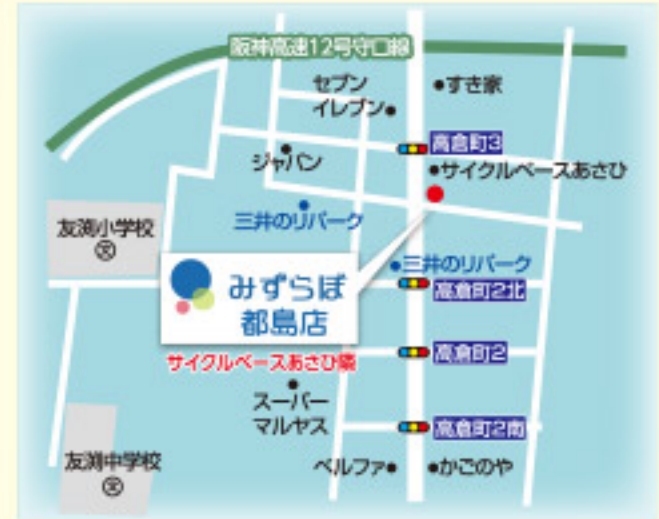 阪神高速12号守口線
セブン
イレブン
すき家
高倉町3
ジャパン
サイクルベースあさひ
三井のリパーク
友渕小学校
文
三井のリパーク
みずらぼ
都島店
高倉町2北
サイクルベースあさひ隣
高倉町2
スーパー
マルヤス
高倉町2南
友渕中学校
文
ベルファ
かごのや